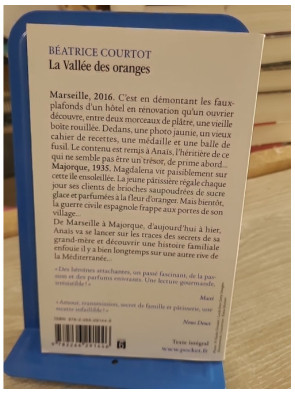 BÉATRICE COURTOT
La Vallée des oranges
Marseille, 2016. C'est en démontant les faux-
plafonds d'un hôtel en rénovation qu'un ouvrier
découvre, entre deux morceaux de plâtre, une vieille
boîte rouillée. Dedans, une photo jaunie, un vieux
cahier de recettes, une médaille et une balle de
fusil. Le contenu est remis à Anaïs, l'héritière de ce
qui ne semble pas être un trésor, de prime abord...
Majorque, 1935. Magdalena vit paisiblement sur
cette île ensoleillée. La jeune pâtissière régale chaque
jour ses clients de brioches saupoudrées de sucre
glace et parfumées à la fleur d'oranger. Mais bientôt,
la guerre civile espagnole frappe aux portes de son
village...
De Marseille à Majorque, d'aujourd'hui à hier,
Anaïs va se lancer sur les traces des secrets de sa
grand-mère et découvrir une histoire familiale
enfouie il y a bien longtemps sur une autre rive de
la Méditerranée...
« Des héroïnes attachantes, un passé fascinant, de la pas-
sion et des parfums enivrants. Une lecture gourmande,
irrésistible ! »
Maxi
« Amour, transmission, secret de famille et pâtisserie, une
recette imbattable ! »
Nous Deux
Texte intégral
www.pocket.fr